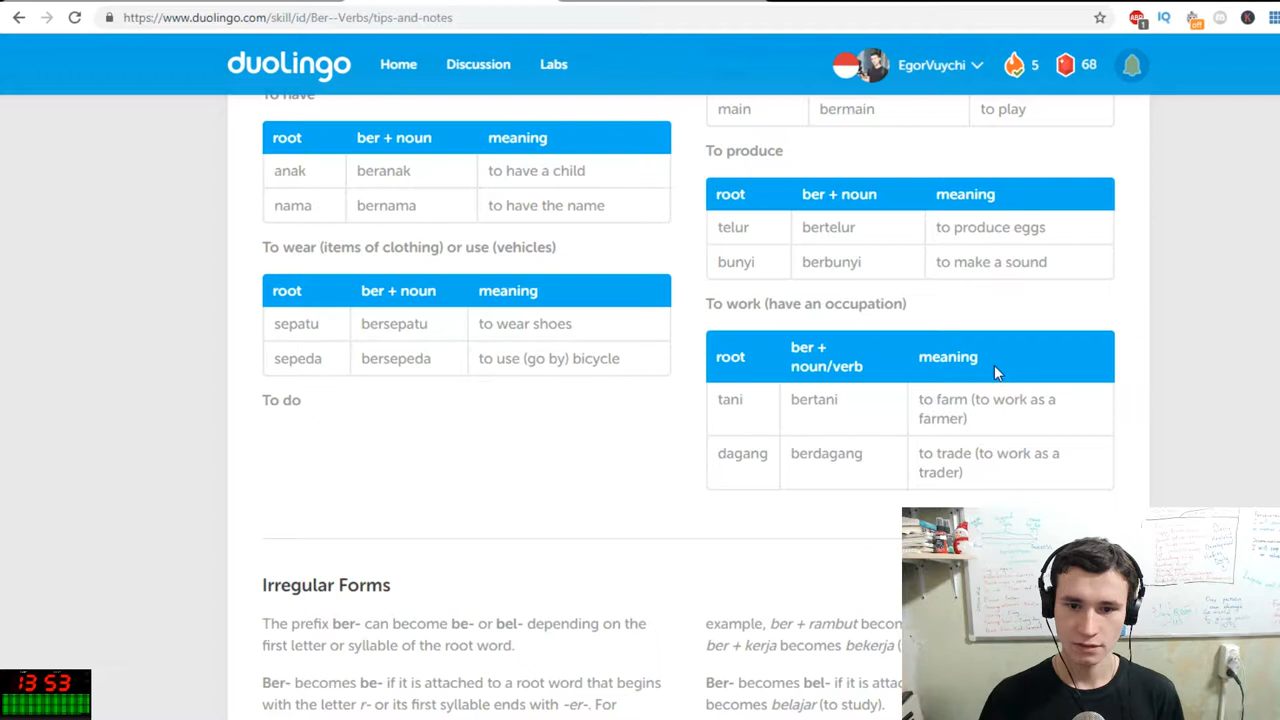 https://www.duolingo.com/skill/id/Ber--Verbs/tips-and-notes
1
IQ
off
K
duolingo
Home
Discussion
Labs
EgorVuychi
5
68
To have
root ber + noun meaning
anak beranak to have a child
nama bernama to have the name
To wear (items of clothing) or use (vehicles)
root ber + noun meaning
sepatu bersepatu to wear shoes
sepeda bersepeda to use (go by) bicycle
To do
main bermain to play
To produce
root ber + noun meaning
telur bertelur to produce eggs
bunyi berbunyi to make a sound
To work (have an occupation)
root ber + noun/verb meaning
tani bertani to farm (to work as a
farmer)
dagang berdagang to trade (to work as a
trader)
Irregular Forms
The prefix ber- can become be- or bel- depending on the
first letter or syllable of the root word.
Ber- becomes be- if it is attached to a root word that begins
with the letter r- or its first syllable ends with -er-. For
example, ber + rambut becom
ber + kerja becomes bekerja (
Ber- becomes bel- if it is attac
becomes belajar (to study).
13 53